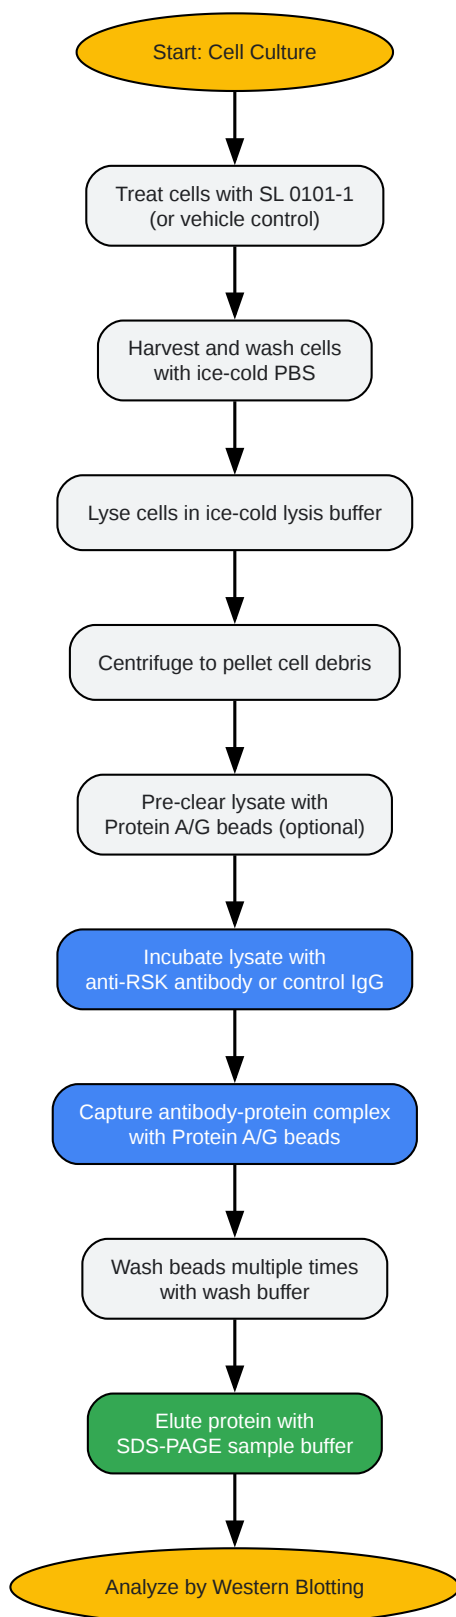 Start: Cell Culture
Treat cells with SL 0101-1
(or vehicle control)
Harvest and wash cells
with ice-cold PBS
Lyse cells in ice-cold lysis buffer
Centrifuge to pellet cell debris
Pre-clear lysate with
Protein A/G beads (optional)
Incubate lysate with
anti-RSK antibody or control IgG
Capture antibody-protein complex
with Protein A/G beads
Wash beads multiple times
with wash buffer
Elute protein with
SDS-PAGE sample buffer
Analyze by Western Blotting